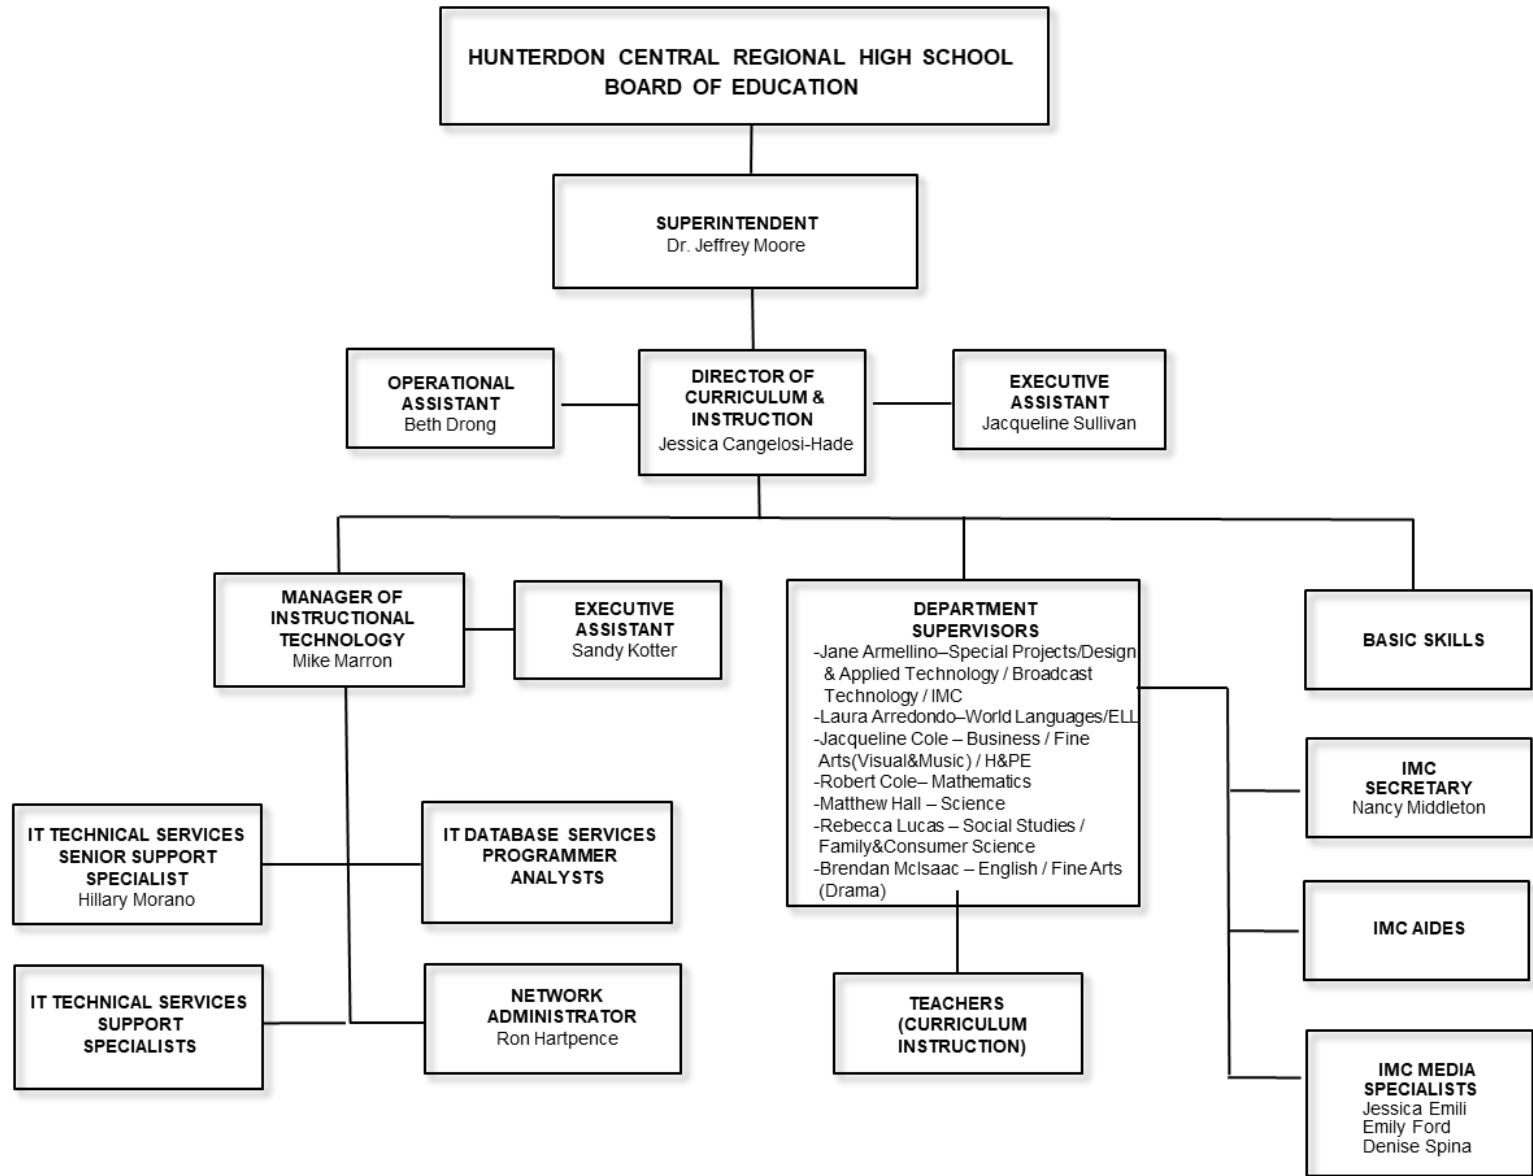 HUNTERDON CENTRAL REGIONAL HIGH SCHOOL
BOARD OF EDUCATION
SUPERINTENDENT
Dr. Jeffrey Moore
OPERATIONAL
ASSISTANT
Beth Drong
DIRECTOR OF
CURRICULUM &
INSTRUCTION
Jessica Cangelosi-Hade
EXECUTIVE
ASSISTANT
Jacqueline Sullivan
MANAGER OF
INSTRUCTIONAL
TECHNOLOGY
Mike Marron
EXECUTIVE
ASSISTANT
Sandy Kotter
DEPARTMENT
SUPERVISORS
-Jane Armellino–Special Projects/Design
& Applied Technology / Broadcast
Technology / IMC
-Laura Arredondo–World Languages/ELL
-Jacqueline Cole – Business / Fine
Arts(Visual&Music) / H&PE
-Robert Cole– Mathematics
-Matthew Hall – Science
-Rebecca Lucas – Social Studies /
Family&Consumer Science
-Brendan McIsaac – English / Fine Arts
(Drama)
BASIC SKILLS
IMC
SECRETARY
Nancy Middleton
IT TECHNICAL SERVICES
SENIOR SUPPORT
SPECIALIST
Hillary Morano
IT DATABASE SERVICES
PROGRAMMER
ANALYSTS
IMC AIDES
IT TECHNICAL SERVICES
SUPPORT
SPECIALISTS
NETWORK
ADMINISTRATOR
Ron Hartpence
TEACHERS
(CURRICULUM
INSTRUCTION)
IMC MEDIA
SPECIALISTS
Jessica Emili
Emily Ford
Denise Spina